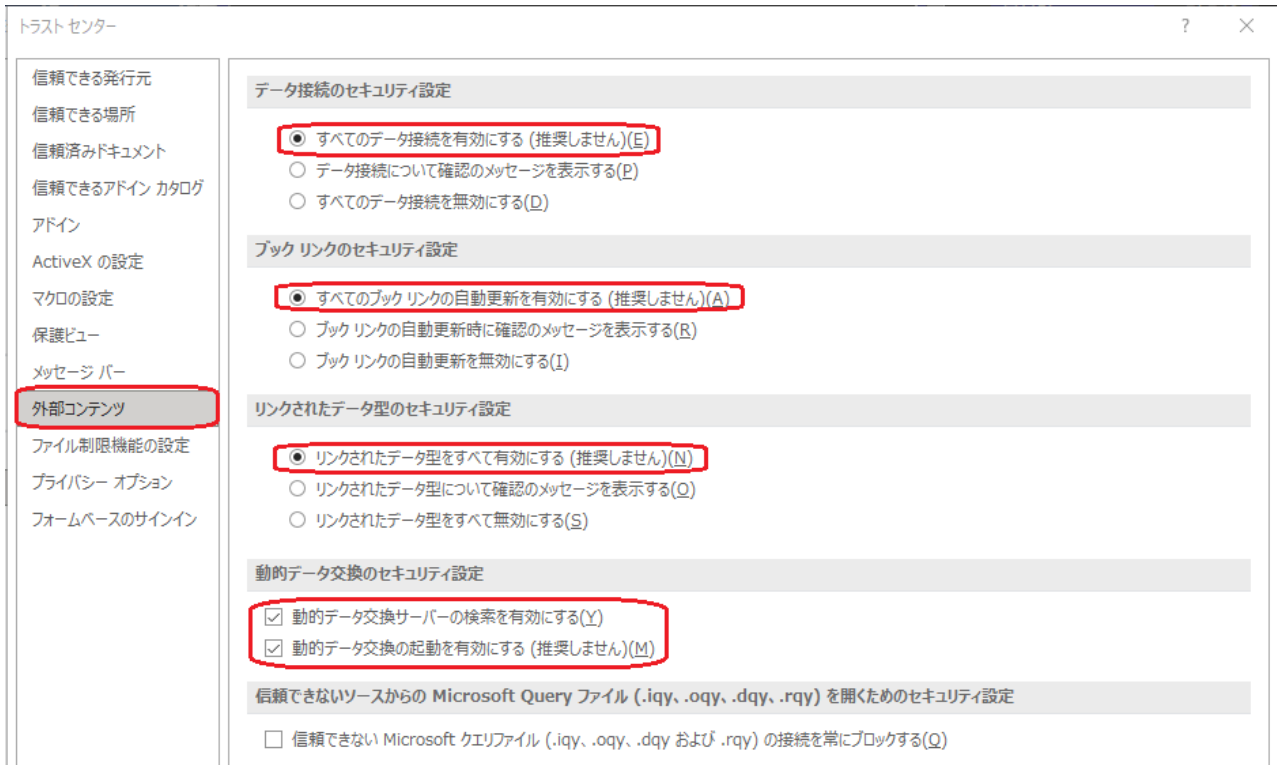 トラスト センター
?
×
信頼できる発行元
信頼できる場所
信頼済みドキュメント
信頼できるアドイン カタログ
アドイン
ActiveX の設定
マクロの設定
保護ビュー
メッセージ バー
外部コンテンツ
ファイル制限機能の設定
プライバシー オプション
フォームベースのサインイン
データ接続のセキュリティ設定
すべてのデータ接続を有効にする (推奨しません)(E)
データ接続について確認のメッセージを表示する(P)
すべてのデータ接続を無効にする(D)
ブック リンクのセキュリティ設定
すべてのブック リンクの自動更新を有効にする (推奨しません)(A)
ブック リンクの自動更新時に確認のメッセージを表示する(R)
ブック リンクの自動更新を無効にする(I)
リンクされたデータ型のセキュリティ設定
リンクされたデータ型をすべて有効にする (推奨しません)(N)
リンクされたデータ型について確認のメッセージを表示する(O)
リンクされたデータ型をすべて無効にする(S)
動的データ交換のセキュリティ設定
動的データ交換サーバーの検索を有効にする(Y)
動的データ交換の起動を有効にする (推奨しません)(M)
信頼できないソースからの Microsoft Query ファイル (.iqy、.oqy、.dqy、.rqy) を開くためのセキュリティ設定
信頼できない Microsoft クエリファイル (.iqy、.oqy、.dqy および .rqy) の接続を常にブロックする(Q)